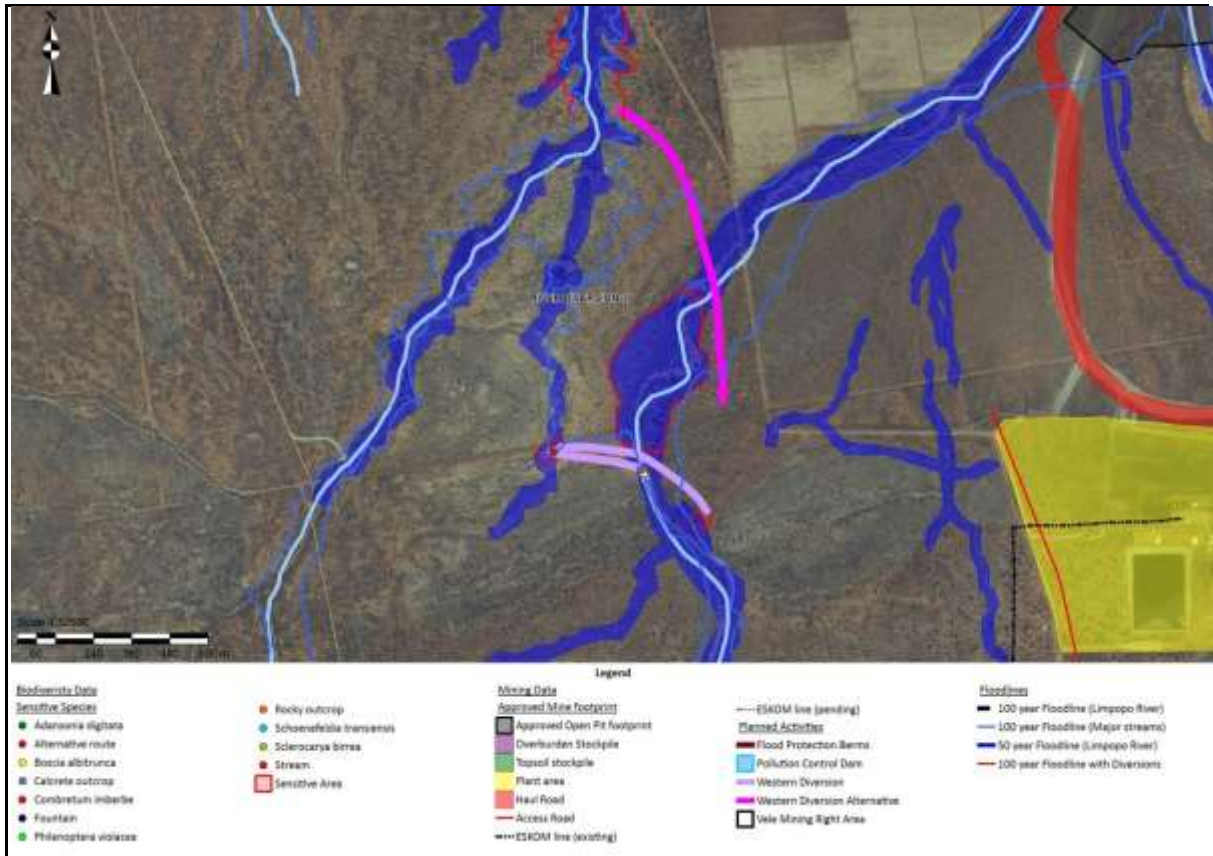 N
Legend
Biodiversity Data
Sensitive Species
Adansonia digitata
Alternative route
Boscia albitrunca
Calcrete outcrop
Combretum imberbe
Fountain
Philenoptera violacea
Rocky outcrop
Schoenefeldia transiensis
Sclerocarya birrea
Stream
Sensitive Area
Mining Data
Approved Mine Footprint
Approved Open Pit footprint
Overburden Stockpile
Topsoil stockpile
Plant area
Haul Road
Access Road
ESKOM line (existing)
ESKOM line (pending)
Planned Activities
Flood Protection Berms
Pollution Control Dam
Western Diversion
Western Diversion Alternative
Vele Mining Right Area
Floodlines
100 year Floodline (Limpopo River)
100 year Floodline (Major streams)
50 year Floodline (Limpopo River)
100 year Floodline with Diversions